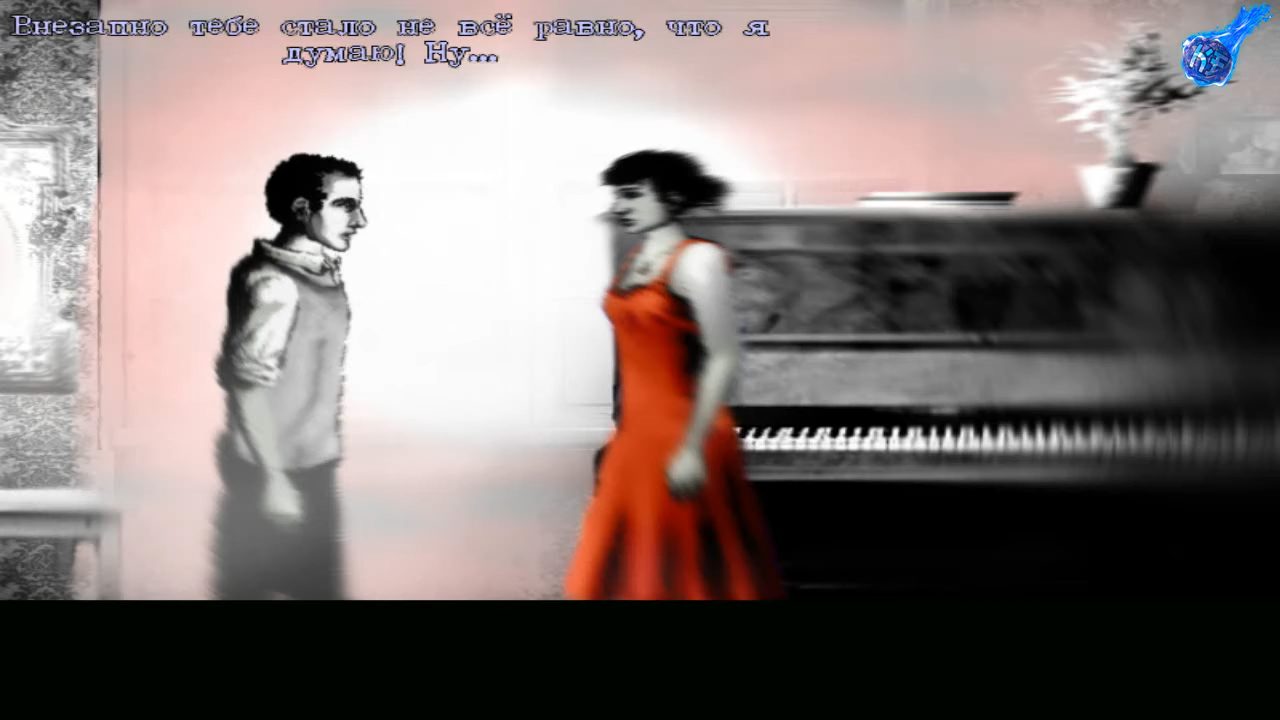 Внезапно тебе стало не всё равно, что я
думаю! Ну...